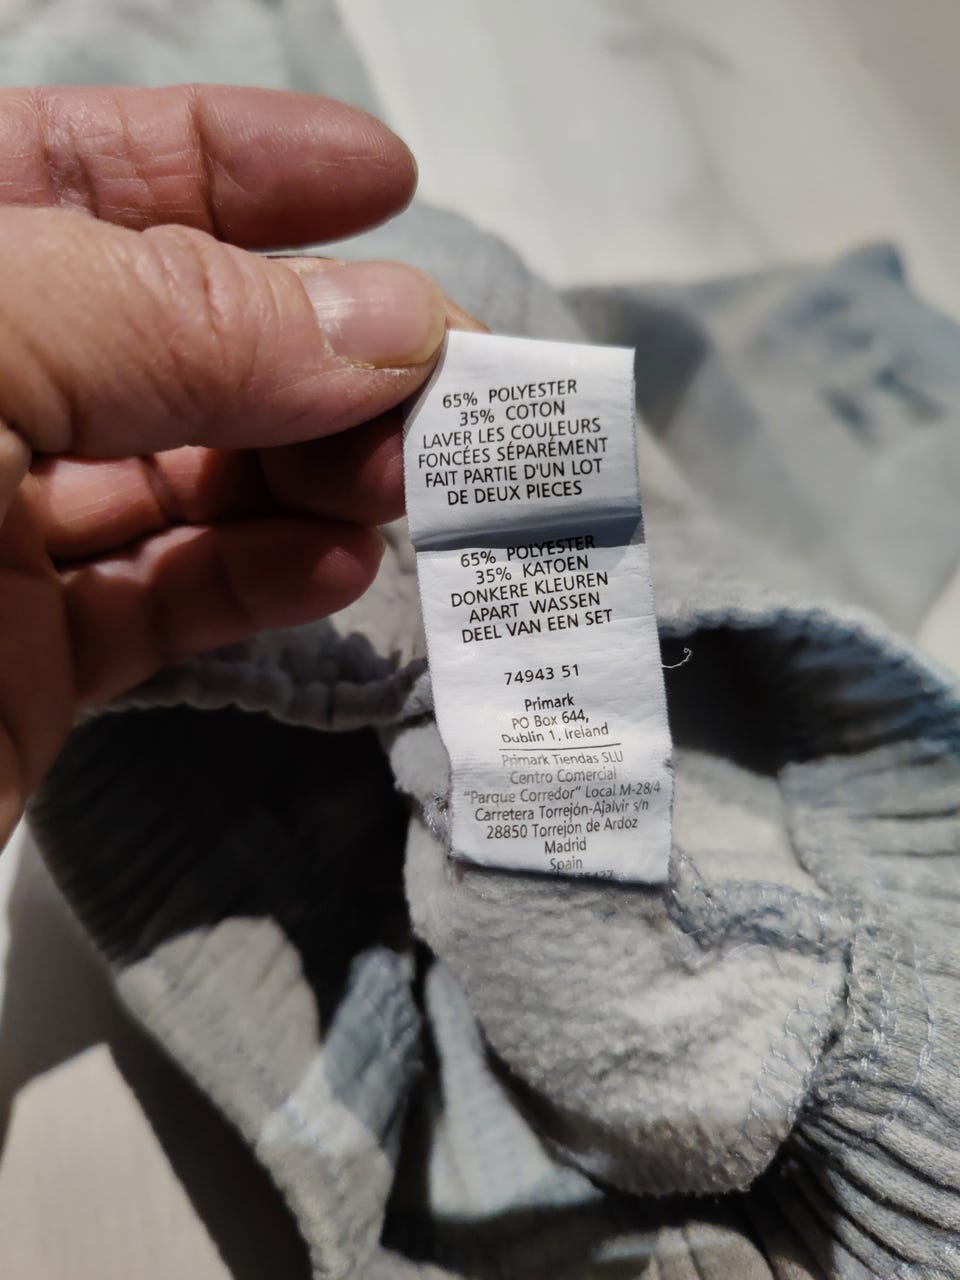 65% POLYESTER
35% COTON
LAVER LES COULEURS
FONCÉES SÉPARÉMENT
FAIT PARTIE D'UN LOT
DE DEUX PIECES
65% POLYESTER
35% KATOEN
DONKERE KLEUREN
APART WASSEN
DEEL VAN EEN SET
74943 51
Primark
PO Box 644,
Dublin 1, Ireland
Primark Tiendas SLU
Centro Comercial
"Parque Corredor" Local M-28/4
Carretera Torrejón-Ajalvir s/n
28850 Torrejón de Ardoz
Madrid
Spain